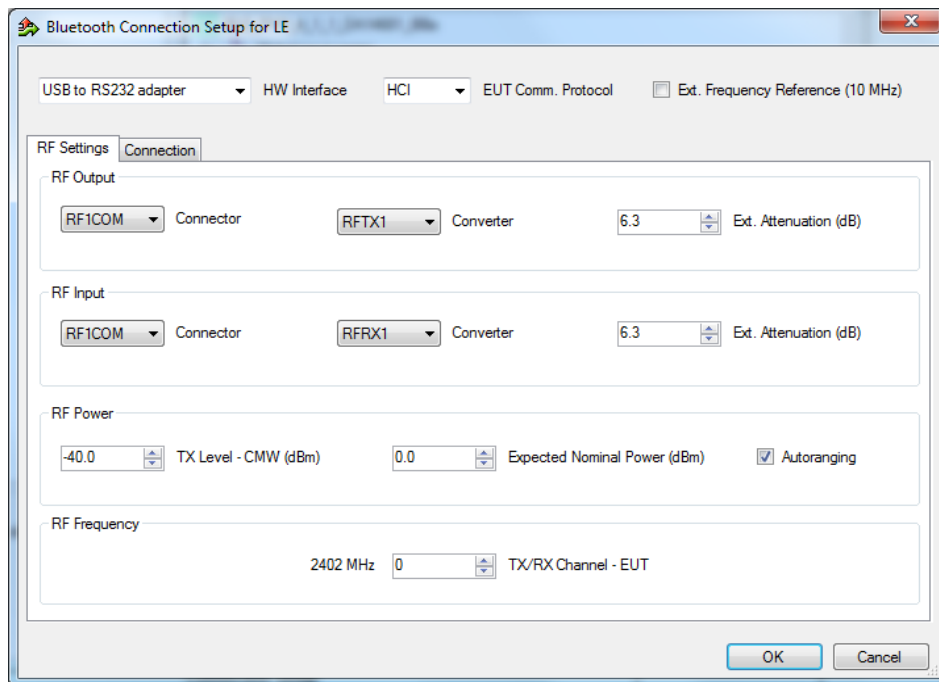 Bluetooth Connection Setup for LE
USB to RS232 adapter HW Interface HCI EUT Comm. Protocol Ext. Frequency Reference (10 MHz)
RF Settings Connection
RF Output
RF1COM Connector RFTX1 Converter 6.3 Ext. Attenuation (dB)
RF Input
RF1COM Connector RFRX1 Converter 6.3 Ext. Attenuation (dB)
RF Power
-40.0 TX Level - CMW (dBm) 0.0 Expected Nominal Power (dBm) Autoranging
RF Frequency
2402 MHz 0 TX/RX Channel - EUT
OK Cancel